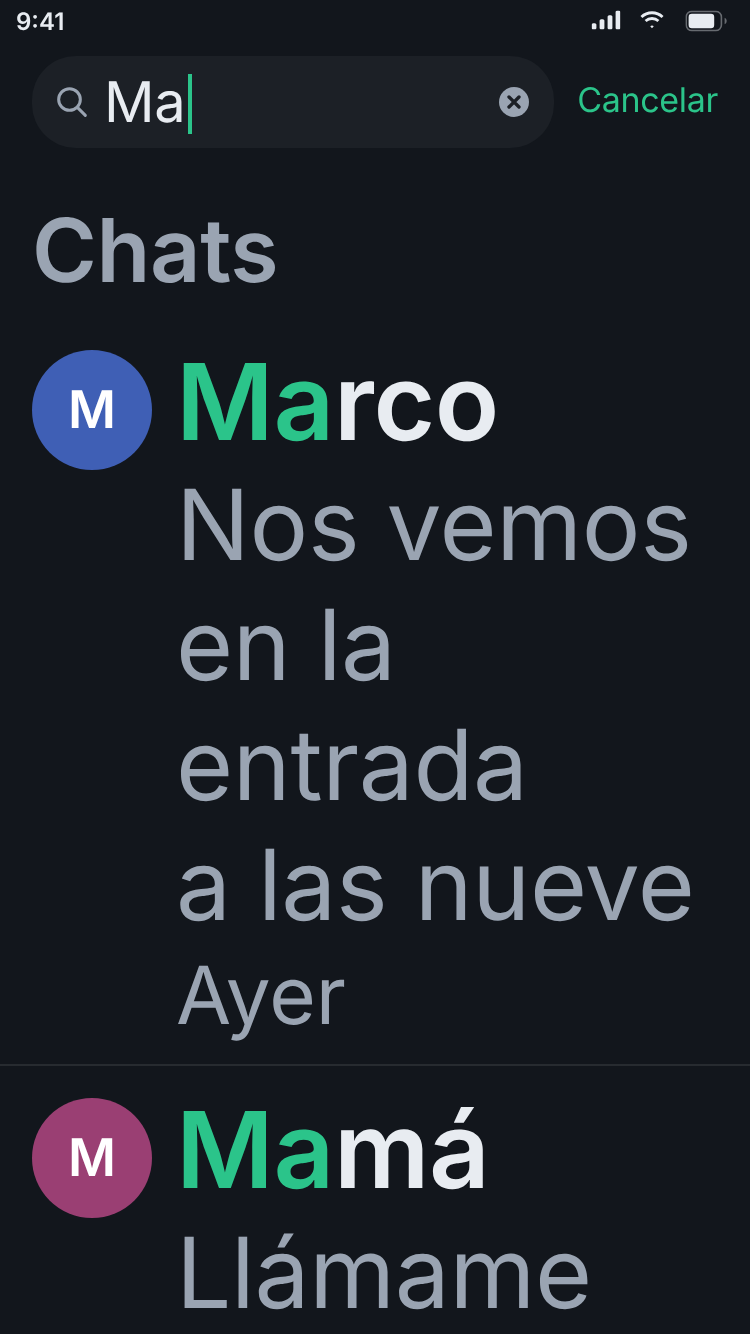 9:41
Ma
Cancelar
Chats
M
Marco
Nos vemos
en la
entrada
a las nueve
Ayer
M
Mamá
Llámame